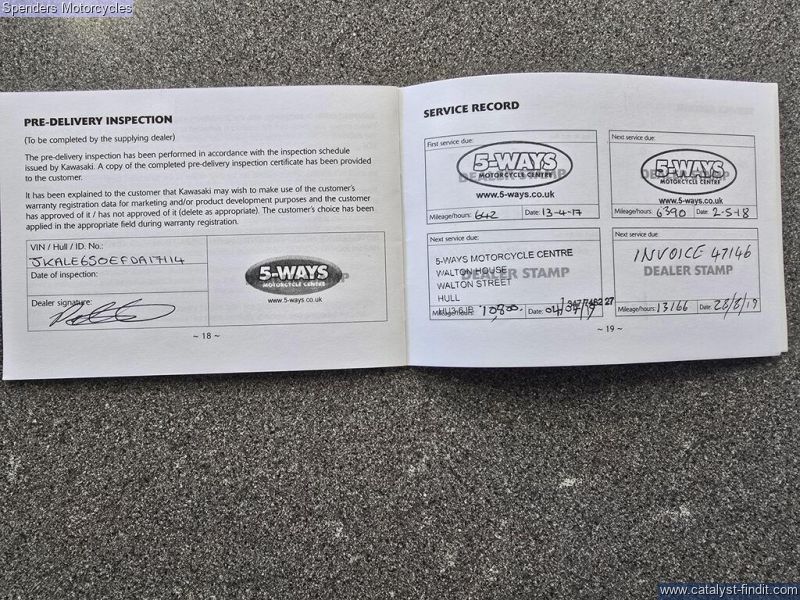 Spenders Motorcycles
PRE-DELIVERY INSPECTION
(To be completed by the supplying dealer)
The pre-delivery inspection has been performed in accordance with the inspection schedule
issued by Kawasaki. A copy of the completed pre-delivery inspection certificate has been provided
to the customer.
It has been explained to the customer that Kawasaki may wish to make use of the customer's
warranty registration data for marketing and/or product development purposes and the customer
has approved of it / has not approved of it (delete as appropriate). The customer's choice has been
applied in the appropriate field during warranty registration.
VIN / Hull / ID. No.:
JKALE650EFDA17114
Date of inspection:
Dealer signature:
5-WAYS
MOTORCYCLE CENTRE
www.5-ways.co.uk
~ 18 ~
SERVICE RECORD
First service due:
5-WAYS
MOTORCYCLE CENTRE
www.5-ways.co.uk
Mileage/hours: 642 Date: 13-4-17
Next service due:
5-WAYS
MOTORCYCLE CENTRE
www.5-ways.co.uk
Mileage/hours: 6390 Date: 2-5-18
Next service due:
5-WAYS MOTORCYCLE CENTRE
WALTON HOUSE
WALTON STREET
DEALER STAMP
HULL
Mileage/hours: 10800. Date:
Next service due:
INVOICE 47146
DEALER STAMP
Mileage/hours: 13166 Date: 28/8/19
~ 19 ~
www.catalyst-findit.com